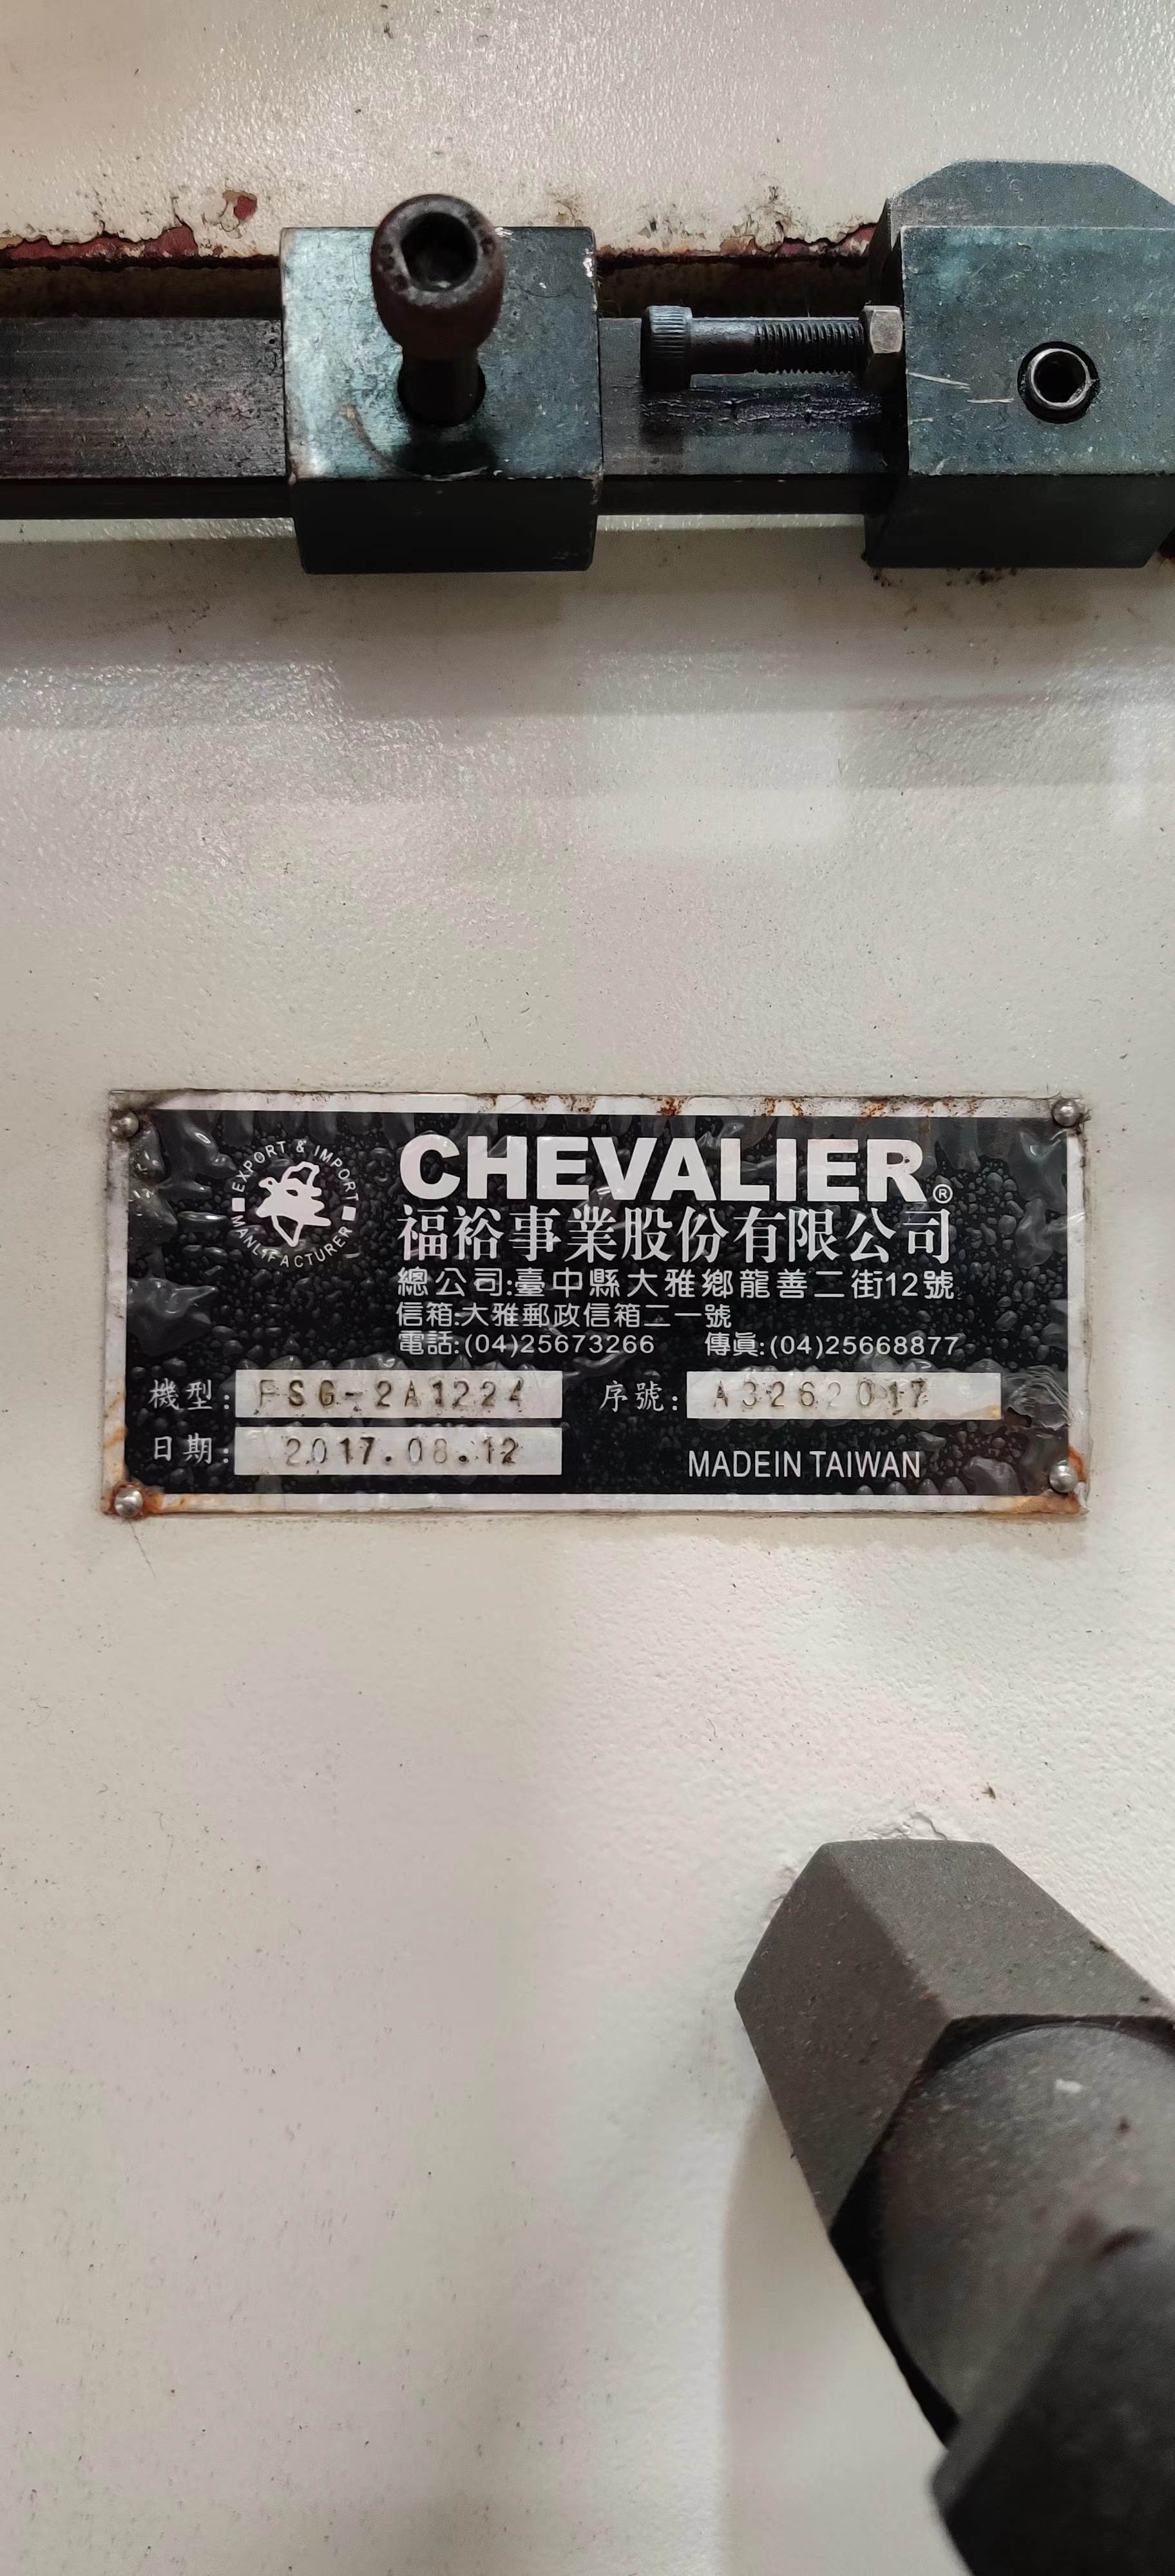 EXPORT & IMPORT
MANLIFACTURER
CHEVALIER®
福裕事業股份有限公司
總公司:臺中縣大雅鄉龍善二街12號
信箱:大雅郵政信箱二一號
電話:(04)25673266 傳眞:(04)25668877
機型: FSG-2A1224 序號: A3262017
日期: 2017.08.12 MADEIN TAIWAN